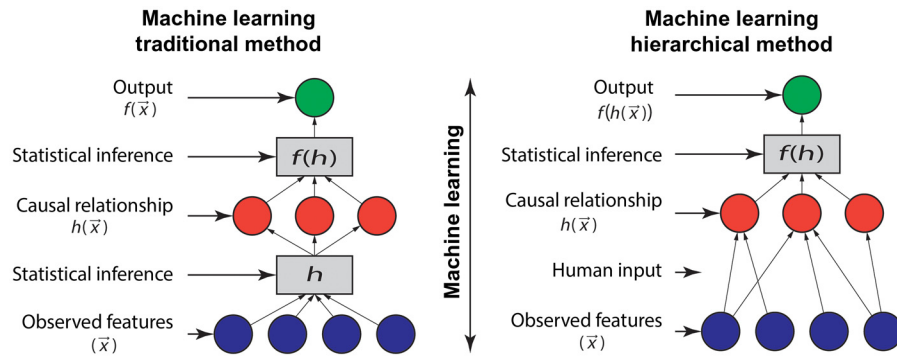 Machine learning
traditional method
Output
f(x⃗)
Statistical inference
f(h)
Causal relationship
h(x⃗)
Statistical inference
h
Observed features
(x⃗)
Machine learning
Machine learning
hierarchical method
Output
f(h(x⃗))
Statistical inference
f(h)
Causal relationship
h(x⃗)
Human input
Observed features
(x⃗)